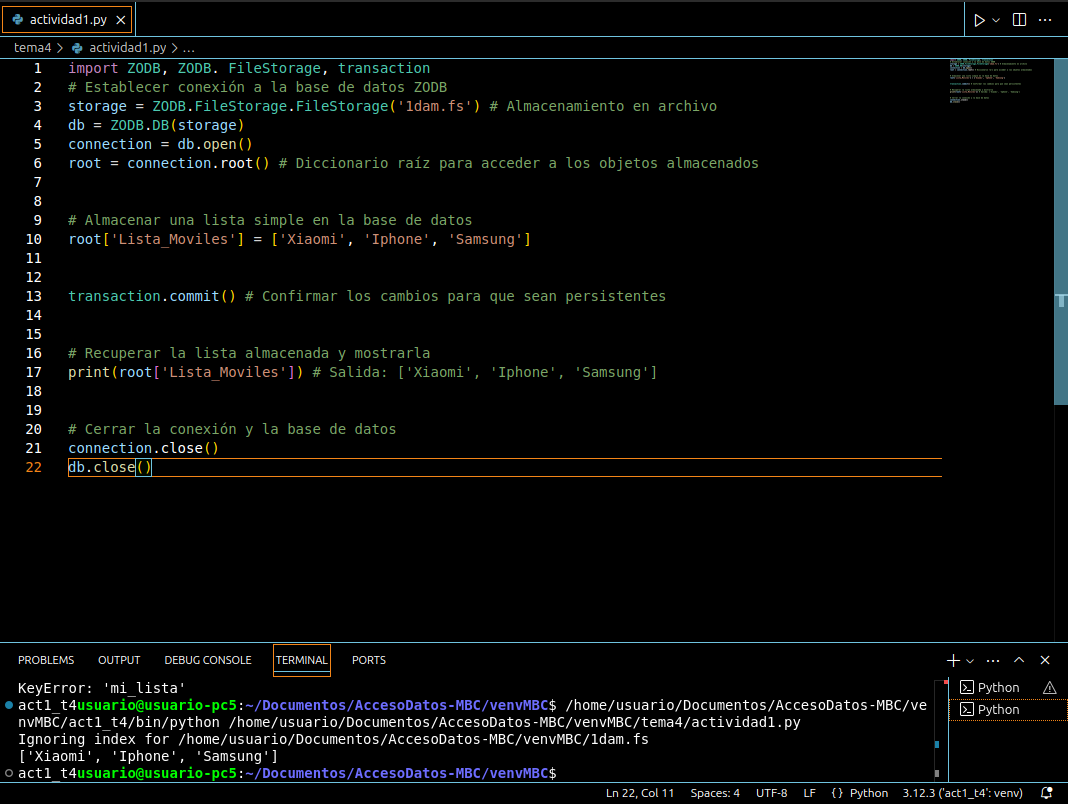 actividad1.py
tema4 > actividad1.py > ...
1 import ZODB, ZODB. FileStorage, transaction
2 # Establecer conexión a la base de datos ZODB
3 storage = ZODB.FileStorage.FileStorage('1dam.fs') # Almacenamiento en archivo
4 db = ZODB.DB(storage)
5 connection = db.open()
6 root = connection.root() # Diccionario raíz para acceder a los objetos almacenados
7
8
9 # Almacenar una lista simple en la base de datos
10 root['Lista_Moviles'] = ['Xiaomi', 'Iphone', 'Samsung']
11
12
13 transaction.commit() # Confirmar los cambios para que sean persistentes
14
15
16 # Recuperar la lista almacenada y mostrarla
17 print(root['Lista_Moviles']) # Salida: ['Xiaomi', 'Iphone', 'Samsung']
18
19
20 # Cerrar la conexión y la base de datos
21 connection.close()
22 db.close()
PROBLEMS OUTPUT DEBUG CONSOLE TERMINAL PORTS
KeyError: 'mi_lista'
act1_t4usuario@usuario-pc5:~/Documentos/AccesoDatos-MBC/venvMBC$ /home/usuario/Documentos/AccesoDatos-MBC/ve
nvMBC/act1_t4/bin/python /home/usuario/Documentos/AccesoDatos-MBC/venvMBC/tema4/actividad1.py
Ignoring index for /home/usuario/Documentos/AccesoDatos-MBC/venvMBC/1dam.fs
['Xiaomi', 'Iphone', 'Samsung']
act1_t4usuario@usuario-pc5:~/Documentos/AccesoDatos-MBC/venvMBC$
Python
Python
Ln 22, Col 11 Spaces: 4 UTF-8 LF {} Python 3.12.3 ('act1_t4': venv)